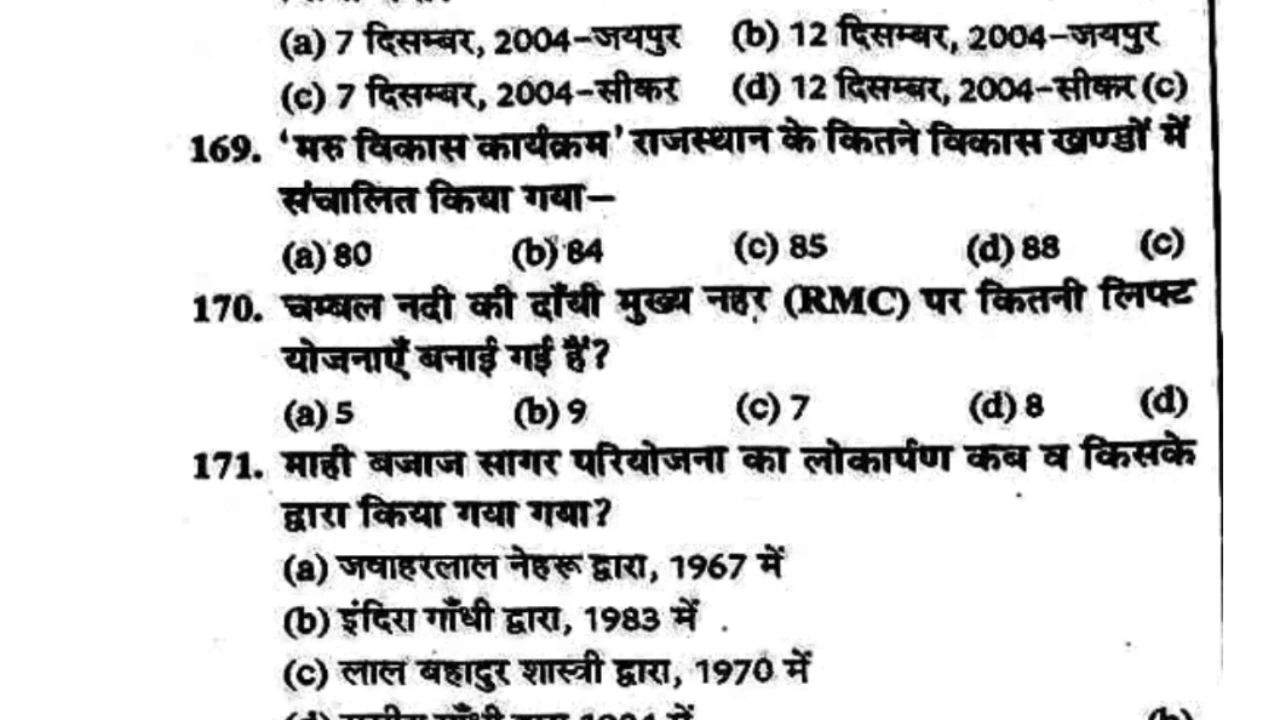 (a) 7 दिसम्बर, 2004–जयपुर (b) 12 दिसम्बर, 2004–जयपुर
(c) 7 दिसम्बर, 2004–सीकर (d) 12 दिसम्बर, 2004–सीकर (c)
169. ‘मरु विकास कार्यक्रम’ राजस्थान के कितने विकास खण्डों में
संचालित किया गया–
(a) 80 (b) 84 (c) 85 (d) 88 (c)
170. चम्बल नदी की दाँयी मुख्य नहर (RMC) पर कितनी लिफ्ट
योजनाएँ बनाई गई हैं?
(a) 5 (b) 9 (c) 7 (d) 8 (d)
171. माही बजाज सागर परियोजना का लोकार्पण कब व किसके
द्वारा किया गया गया?
(a) जवाहरलाल नेहरू द्वारा, 1967 में
(b) इंदिरा गाँधी द्वारा, 1983 में
(c) लाल बहादुर शास्त्री द्वारा, 1970 में